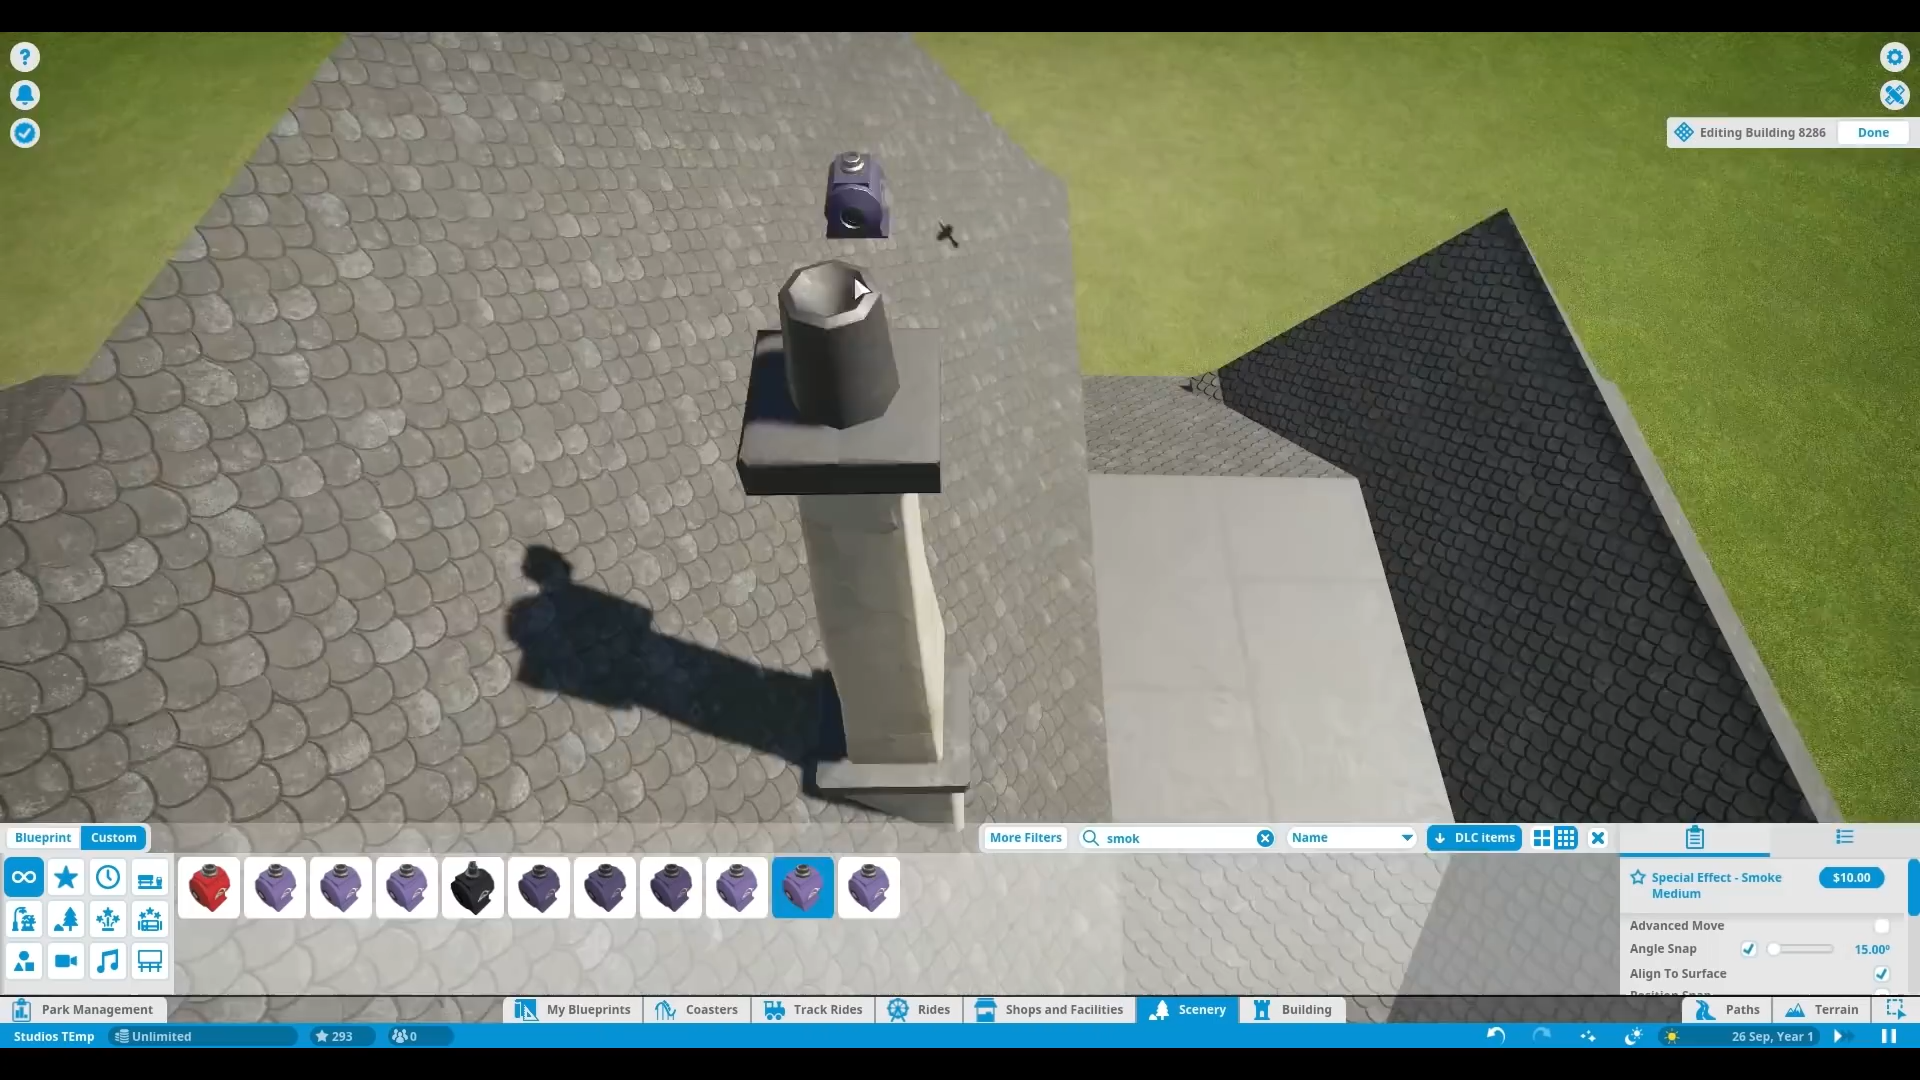 ?
Editing Building 8286
Done
Blueprint
Custom
More Filters
smok
Name
DLC items
Special Effect - Smoke
Medium
$10.00
Advanced Move
Angle Snap
15.00°
Align To Surface
Park Management
My Blueprints
Coasters
Track Rides
Rides
Shops and Facilities
Scenery
Building
Paths
Terrain
Studios TEmp
Unlimited
293
0
26 Sep, Year 1